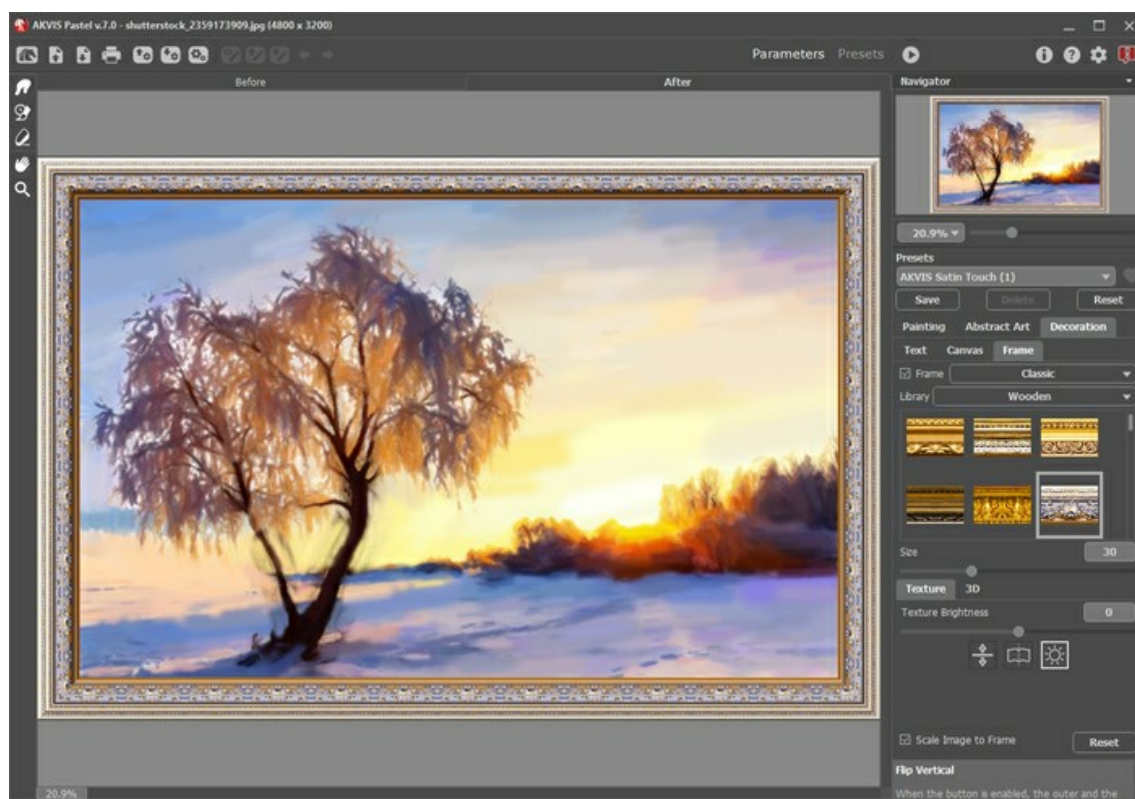 AKVIS Pastel v.7.0 - shutterstock_2359173909.jpg (4800 x 3200)
Parameters Presets
Before After
Navigator
20.9%
Presets
AKVIS Satin Touch (1)
Save Delete Reset
Painting Abstract Art Decoration
Text Canvas Frame
Frame Classic
Library Wooden
Size 30
Texture 3D
Texture Brightness 0
Scale Image to Frame Reset
Flip Vertical
When the button is enabled, the outer and the
20.9%